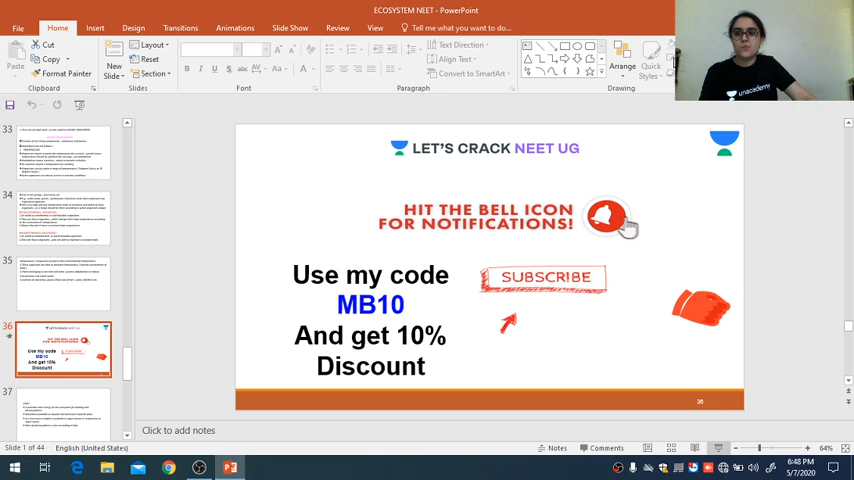 ECOSYSTEM NEET - PowerPoint
File Home Insert Design Transitions Animations Slide Show Review View Tell me what you want to do...
Paste
Cut
Copy
Format Painter
Clipboard
New Slide
Layout
Reset
Section
Slides
B I U S abc AV Aa A
Font
Paragraph
Text Direction
Align Text
Convert to SmartArt
Arrange
Quick
Drawing
unacademy
33
34
35
36
37
LET'S CRACK NEET UG
HIT THE BELL ICON
FOR NOTIFICATIONS!
Use my code
MB10
And get 10%
Discount
SUBSCRIBE
36
Click to add notes
Slide 1 of 44 English (United States) Notes Comments 64%
6:48 PM
5/7/2020